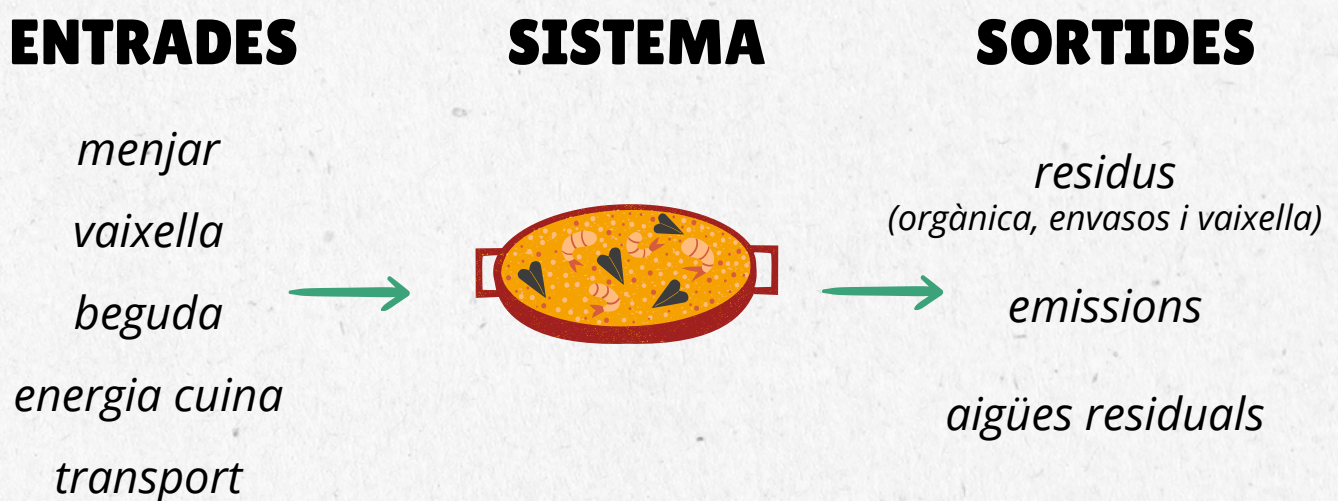 ENTRADES
menjar
vaixella
beguda
energia cuina
transport
SISTEMA
SORTIDES
residus
(orgànica, envasos i vaixella)
emissions
aigües residuals